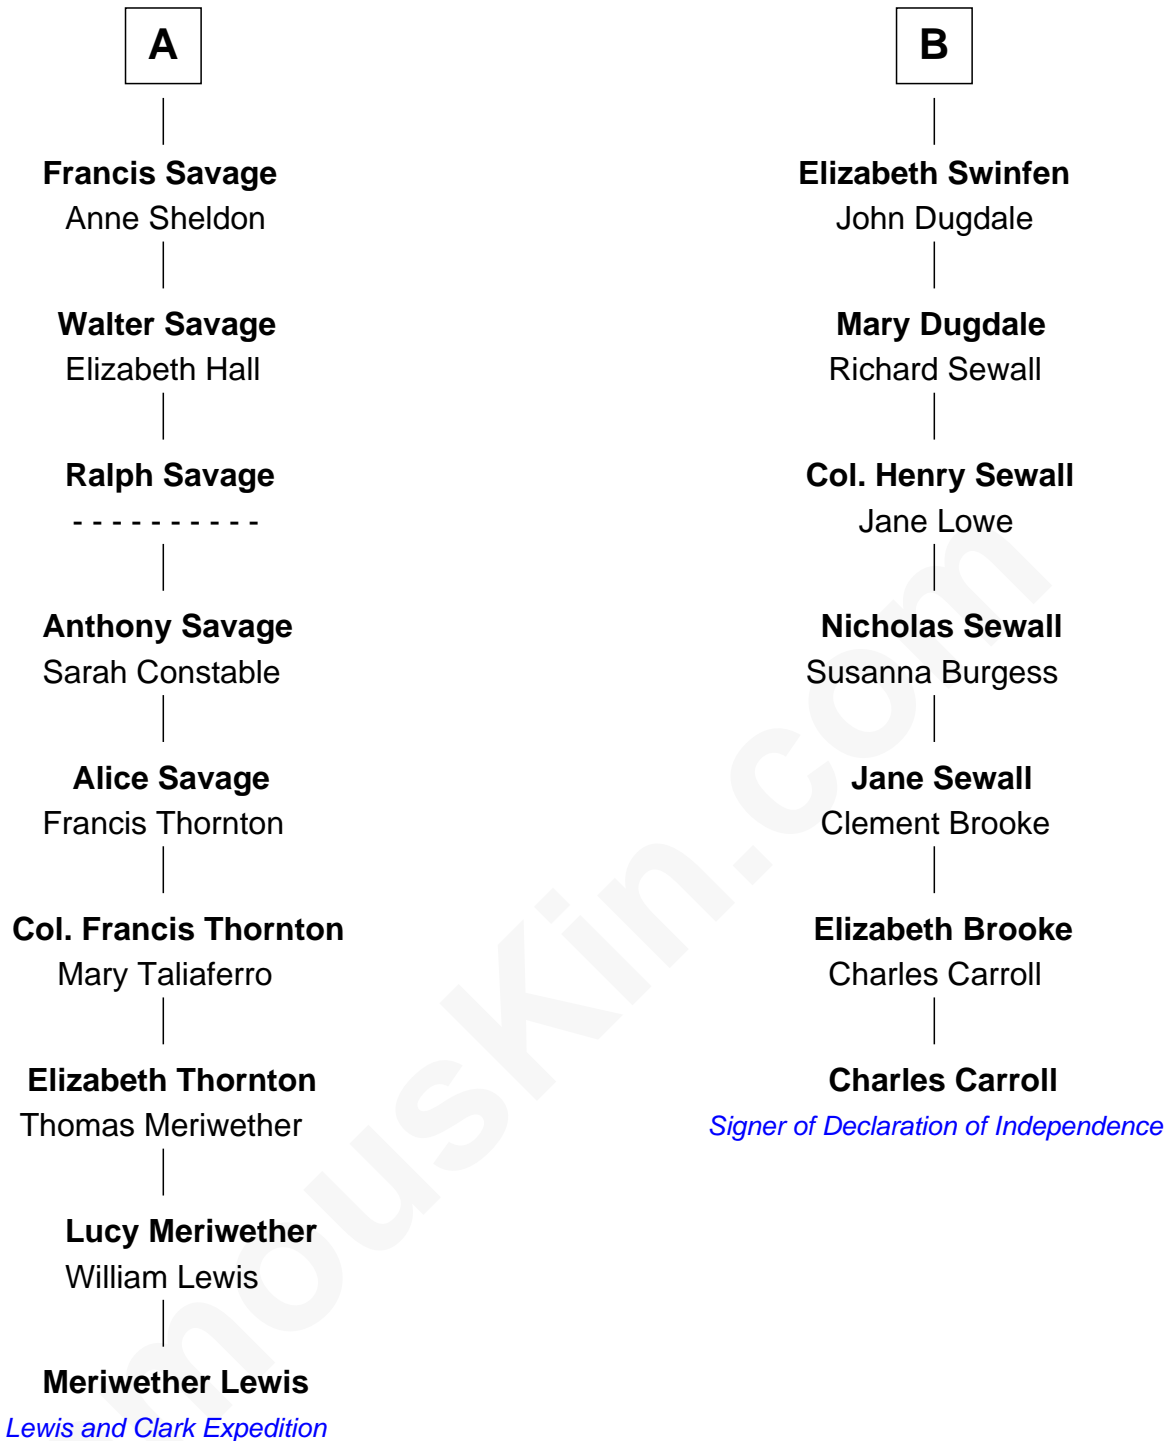 A
Francis Savage
Anne Sheldon
Walter Savage
Elizabeth Hall
Ralph Savage
- - - - - - - - - -
Anthony Savage
Sarah Constable
Alice Savage
Francis Thornton
Col. Francis Thornton
Mary Taliaferro
Elizabeth Thornton
Thomas Meriwether
Lucy Meriwether
William Lewis
Meriwether Lewis
Lewis and Clark Expedition
B
Elizabeth Swinfen
John Dugdale
Mary Dugdale
Richard Sewall
Col. Henry Sewall
Jane Lowe
Nicholas Sewall
Susanna Burgess
Jane Sewall
Clement Brooke
Elizabeth Brooke
Charles Carroll
Charles Carroll
Signer of Declaration of Independence
mousKin.com